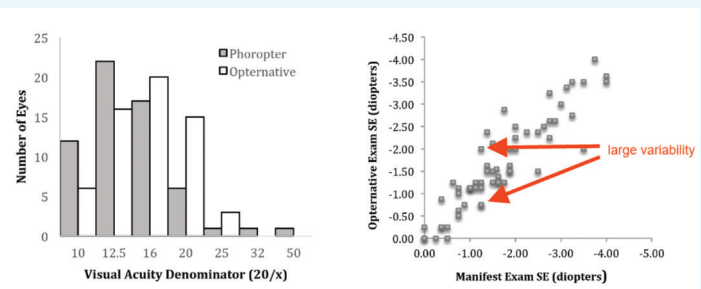 25
20
15
10
5
0
Number of Eyes
Phoropter
Opternative
10 12.5 16 20 25 32 50
Visual Acuity Denominator (20/x)
-4.50
-4.00
-3.50
-3.00
-2.50
-2.00
-1.50
-1.00
-0.50
0.00
Opternative Exam SE (diopters)
large variability
0.00 -1.00 -2.00 -3.00 -4.00 -5.00
Manifest Exam SE (diopters)